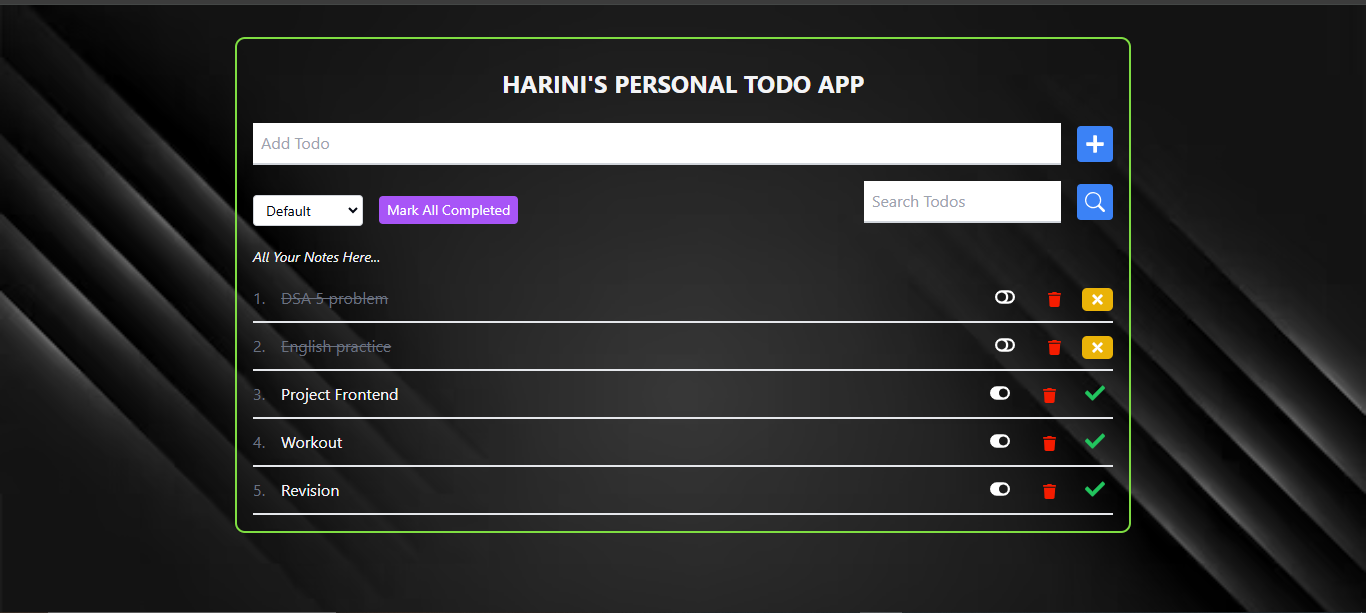 HARINI'S PERSONAL TODO APP
Add Todo
Default
Mark All Completed
Search Todos
All Your Notes Here...
1. DSA 5 problem
2. English practice
3. Project Frontend
4. Workout
5. Revision